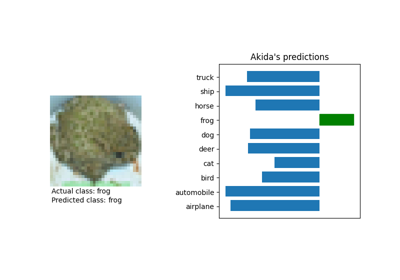 Akida's predictions
truck
ship
horse
frog
dog
deer
cat
bird
automobile
airplane
Actual class: frog
Predicted class: frog